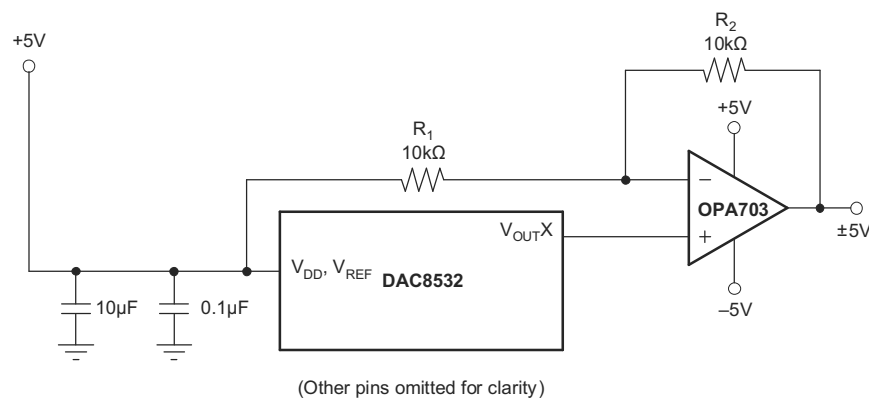 +5V
R1
10kΩ
R2
10kΩ
+5V
–
OPA703
+
±5V
–5V
VOUTX
VDD, VREF
DAC8532
10µF
0.1µF
(Other pins omitted for clarity)